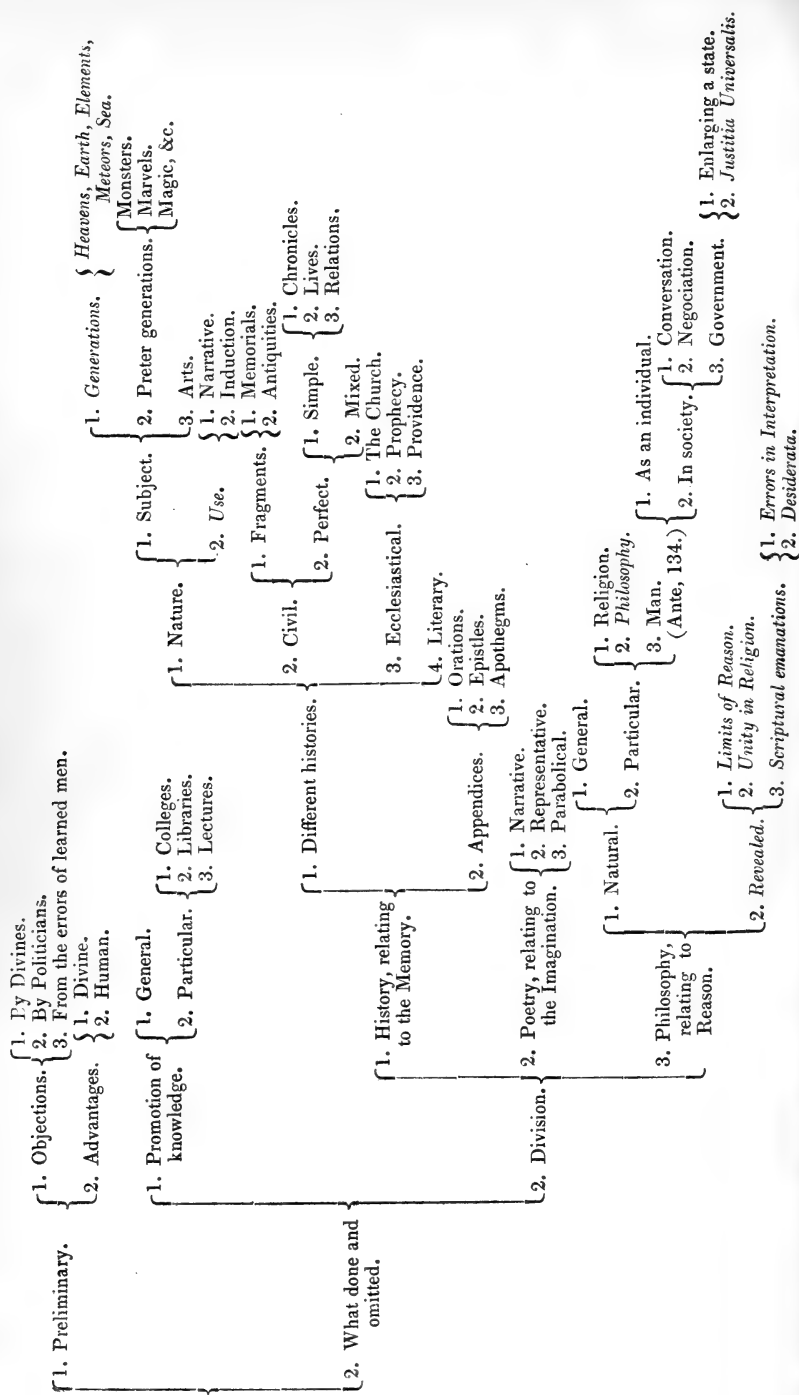 1. Preliminary.
1. Objections.
1. By Divines.
2. By Politicians.
3. From the errors of learned men.
2. Advantages.
1. Divine.
2. Human.
2. What done and
omitted.
1. Promotion of
knowledge.
1. General.
2. Particular.
1. Colleges.
2. Libraries.
3. Lectures.
2. Division.
1. History, relating
to the Memory.
1. Different histories.
1. Nature.
1. Subject.
1. Generations.
Heavens, Earth, Elements,
Meteors, Sea.
2. Preter generations.
Monsters.
Marvels.
Magic, &c.
3. Arts.
2. Use.
1. Narrative.
2. Induction.
2. Civil.
1. Fragments.
1. Memorials.
2. Antiquities.
2. Perfect.
1. Simple.
1. Chronicles.
2. Lives.
3. Relations.
2. Mixed.
3. Ecclesiastical.
1. The Church.
2. Prophecy.
3. Providence.
4. Literary.
2. Appendices.
1. Orations.
2. Epistles.
3. Apothegms.
2. Poetry, relating to
the Imagination.
1. Narrative.
2. Representative.
3. Parabolical.
3. Philosophy,
relating to
Reason.
1. Natural.
1. General.
2. Particular.
1. Religion.
2. Philosophy.
3. Man.
(Ante, 134.)
1. As an individual.
2. In society.
1. Conversation.
2. Negociation.
3. Government.
1. Enlarging a state.
2. Justitia Universalis.
2. Revealed.
1. Limits of Reason.
2. Unity in Religion.
3. Scriptural emanations.
1. Errors in Interpretation.
2. Desiderata.